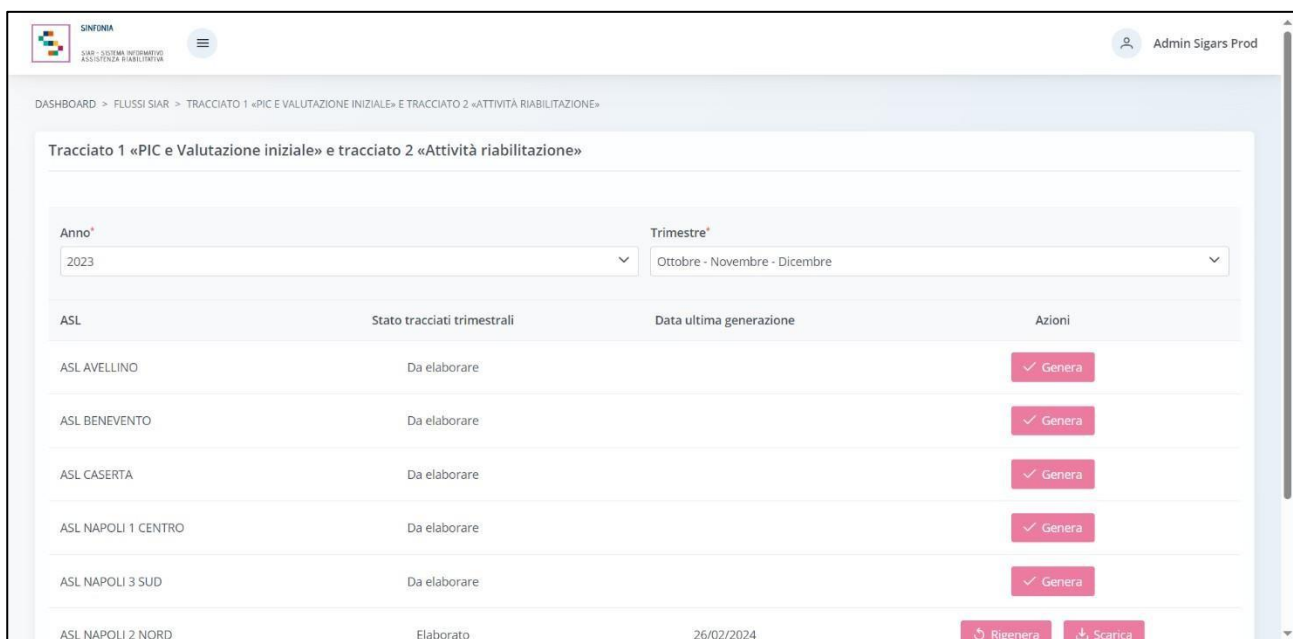 SINFONIA
SIAR - SISTEMA INFORMATIVO
ASSISTENZA RIABILITATIVA
Admin Sigars Prod
DASHBOARD > FLUSSI SIAR > TRACCIATO 1 «PIC E VALUTAZIONE INIZIALE» E TRACCIATO 2 «ATTIVITÀ RIABILITAZIONE»
Tracciato 1 «PIC e Valutazione iniziale» e tracciato 2 «Attività riabilitazione»
Anno* Trimestre*
2023 Ottobre - Novembre - Dicembre
ASL Stato tracciati trimestrali Data ultima generazione Azioni
ASL AVELLINO Da elaborare Genera
ASL BENEVENTO Da elaborare Genera
ASL CASERTA Da elaborare Genera
ASL NAPOLI 1 CENTRO Da elaborare Genera
ASL NAPOLI 3 SUD Da elaborare Genera
ASL NAPOLI 2 NORD Elaborato 26/02/2024 Rigenera Scarica